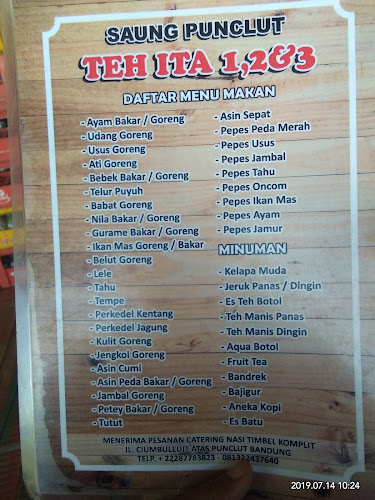 SAUNG PUNCLUT
TEH ITA 1,2&3
DAFTAR MENU MAKAN
- Ayam Bakar / Goreng
- Udang Goreng
- Usus Goreng
- Ati Goreng
- Bebek Bakar / Goreng
- Telur Puyuh
- Babat Goreng
- Nila Bakar / Goreng
- Gurame Bakar / Goreng
- Ikan Mas Goreng / Bakar
- Belut Goreng
- Lele
- Tahu
- Tempe
- Perkedel Kentang
- Perkedel Jagung
- Kulit Goreng
- Jengkol Goreng
- Asin Cumi
- Asin Peda Bakar / Goreng
- Jambal Goreng
- Petey Bakar / Goreng
- Tutut
- Asin Sepat
- Pepes Peda Merah
- Pepes Usus
- Pepes Jambal
- Pepes Tahu
- Pepes Oncom
- Pepes Ikan Mas
- Pepes Ayam
- Pepes Jamur
MINUMAN
- Kelapa Muda
- Jeruk Panas / Dingin
- Es Teh Botol
- Teh Manis Panas
- Teh Manis Dingin
- Aqua Botol
- Fruit Tea
- Bandrek
- Bajigur
- Aneka Kopi
- Es Batu
MENERIMA PESANAN CATERING NASI TIMBEL KOMPLIT
JL. CIUMBULEUIT ATAS PUNCLUT BANDUNG
TELP. + 22287783823 - 081322437640
2019.07.14 10:24